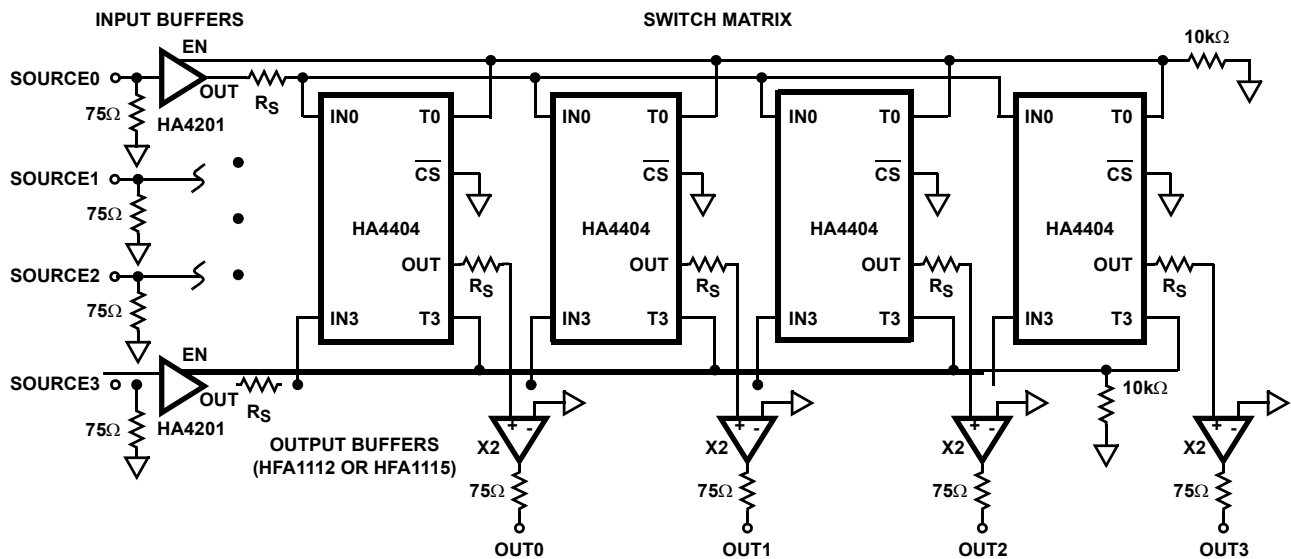 INPUT BUFFERS
SWITCH MATRIX
EN
10kΩ
SOURCE0
OUT
RS
75Ω
HA4201
IN0 T0
IN0 T0
IN0 T0
IN0 T0
SOURCE1
CS
CS
CS
CS
75Ω
HA4404
HA4404
HA4404
HA4404
SOURCE2
OUT
OUT
OUT
OUT
RS
RS
RS
RS
75Ω
IN3 T3
IN3 T3
IN3 T3
IN3 T3
EN
SOURCE3
OUT
RS
10kΩ
75Ω
HA4201
OUTPUT BUFFERS
(HFA1112 OR HFA1115)
+ -
+ -
+ -
+ -
X2
X2
X2
X2
75Ω
75Ω
75Ω
75Ω
OUT0
OUT1
OUT2
OUT3